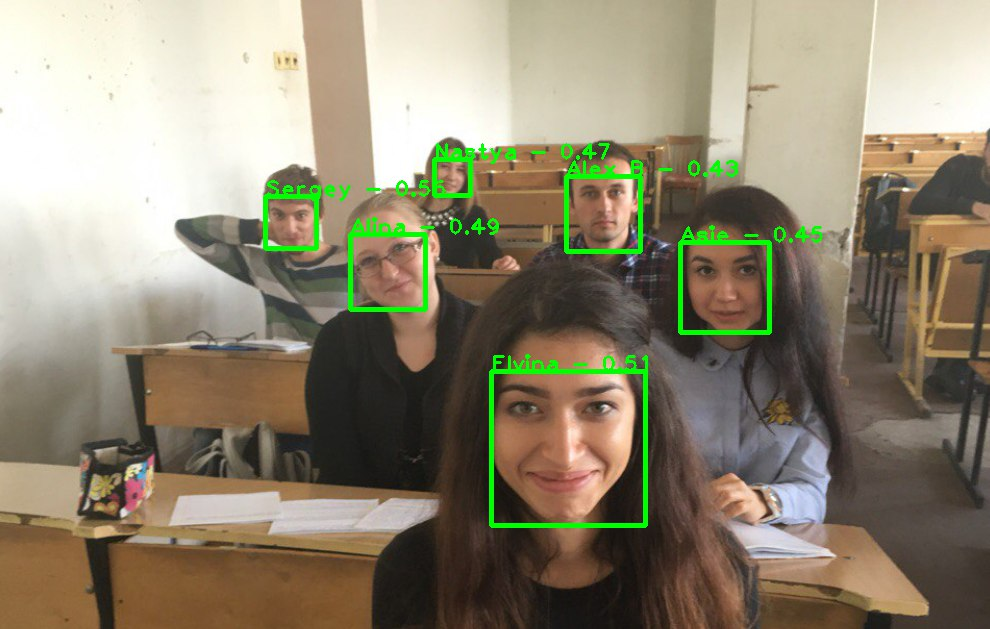 Nastya - 0.47
Alex B - 0.43
Sergey - 0.56
Alina - 0.49
Asie - 0.45
Elvina - 0.51